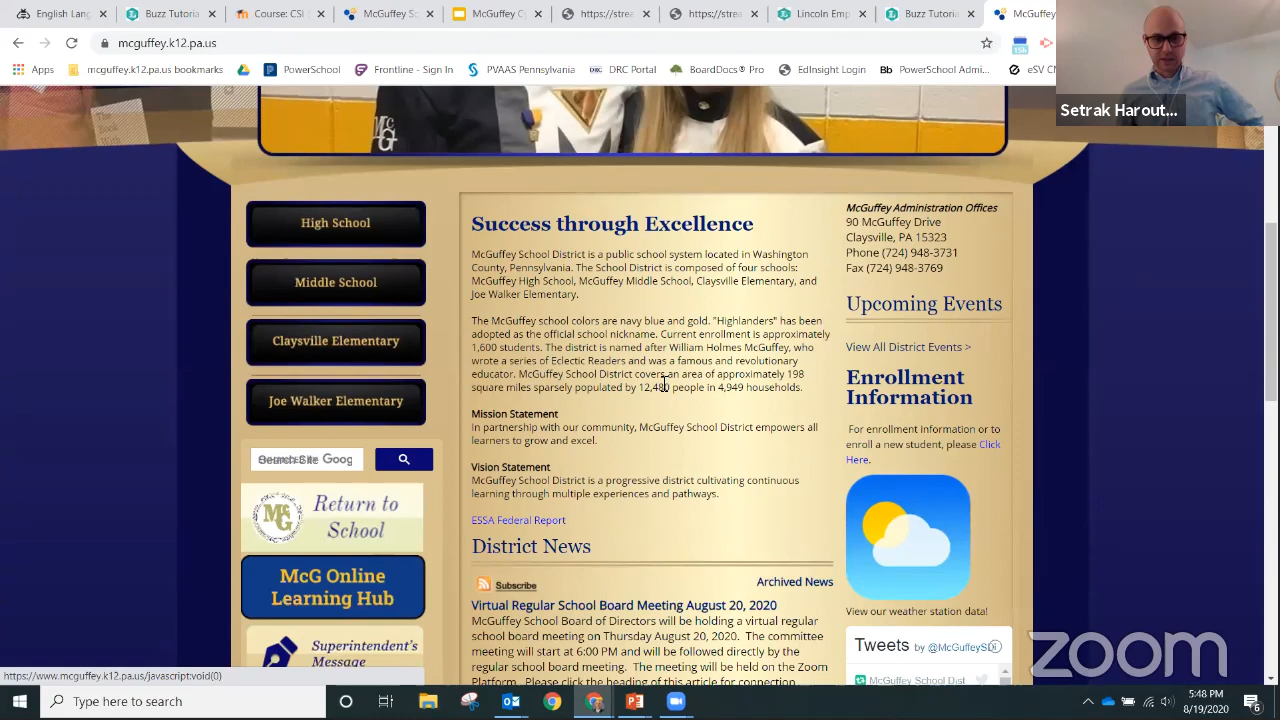 English Langu
Buzz Tutorial
McGuffey Sc
https://stre
https://strea
Lincoln Emp
Buzz Tutoria
McGuffey
mcguffey.k12.pa.us
15k
Apps
mcguffey.k12.pa.us bookmarks
PowerSchool
Frontline - Sign In
PVAAS Pennsylvania
DRC Portal
BoardDocs® Pro
EdInsight Login
Bb PowerSchool Admi...
eSV
Setrak Harout...
McG
High School
Middle School
Claysville Elementary
Joe Walker Elementary
Search Site
Return to
School
McG Online
Learning Hub
Superintendent's
Message
Success through Excellence
McGuffey School District is a public school system located in Washington
County, Pennsylvania. The School District is composed of four schools:
McGuffey High School, McGuffey Middle School, Claysville Elementary, and
Joe Walker Elementary.
The McGuffey school colors are navy blue and gold. "Highlanders" has been
adopted as the official school nickname. Current enrollment is approximately
1,600 students. The district is named after William Holmes McGuffey, who
wrote a series of Eclectic Readers and was a famous and revolutionary
educator. McGuffey School District covers an area of approximately 198
square miles sparsely populated by 12,480 people in 4,949 households.
Mission Statement
In partnership with our community, McGuffey School District empowers all
learners to grow and excel.
Vision Statement
McGuffey School District is a progressive district cultivating continuous
learning through multiple experiences and pathways.
ESSA Federal Report
District News
Subscribe
Archived News
Virtual Regular School Board Meeting August 20, 2020
McGuffey School Board of Directors will be holding a virtual regular
school board meeting on Thursday August 20, 2020. The committee
meeting will start at 6:00 PM and will be followed directly by the
regular school board meeting. The meeting will be held on the Zoom
Platform. Please click the heading of this article for connection
McGuffey Administration Offices
90 McGuffey Drive
Claysville, PA 15323
Phone (724) 948-3731
Fax (724) 948-3769
Upcoming Events
View All District Events >
Enrollment
Information
For enrollment information or to
enroll a new student, please Click
Here.
View our weather station data!
Tweets by @McGuffeySD
McGuffey School Dist
zoom
https://www.mcguffey.k12.pa.us/javascript:void(0)
Type here to search
5:48 PM
8/19/2020
6